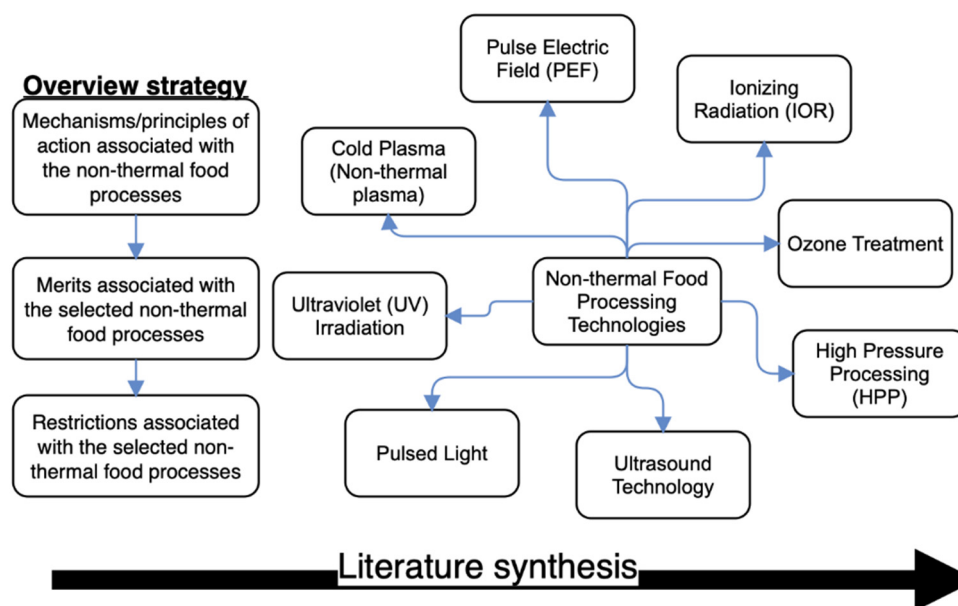 Overview strategy
Mechanisms/principles of
action associated with
the non-thermal food
processes
Merits associated with
the selected non-thermal
food processes
Restrictions associated
with the selected non-
thermal food processes
Pulse Electric
Field (PEF)
Ionizing
Radiation (IOR)
Cold Plasma
(Non-thermal
plasma)
Ozone Treatment
Non-thermal Food
Processing
Technologies
Ultraviolet (UV)
Irradiation
High Pressure
Processing
(HPP)
Pulsed Light
Ultrasound
Technology
Literature synthesis